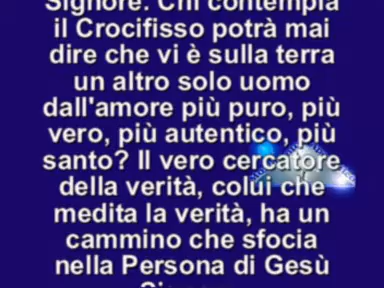 Signore. Chi contempla
il Crocifisso potrà mai
dire che vi è sulla terra
un altro solo uomo
dall'amore più puro, più
vero, più autentico, più
santo? Il vero cercatore
della verità, colui che
medita la verità, ha un
cammino che sfocia
nella Persona di Gesù